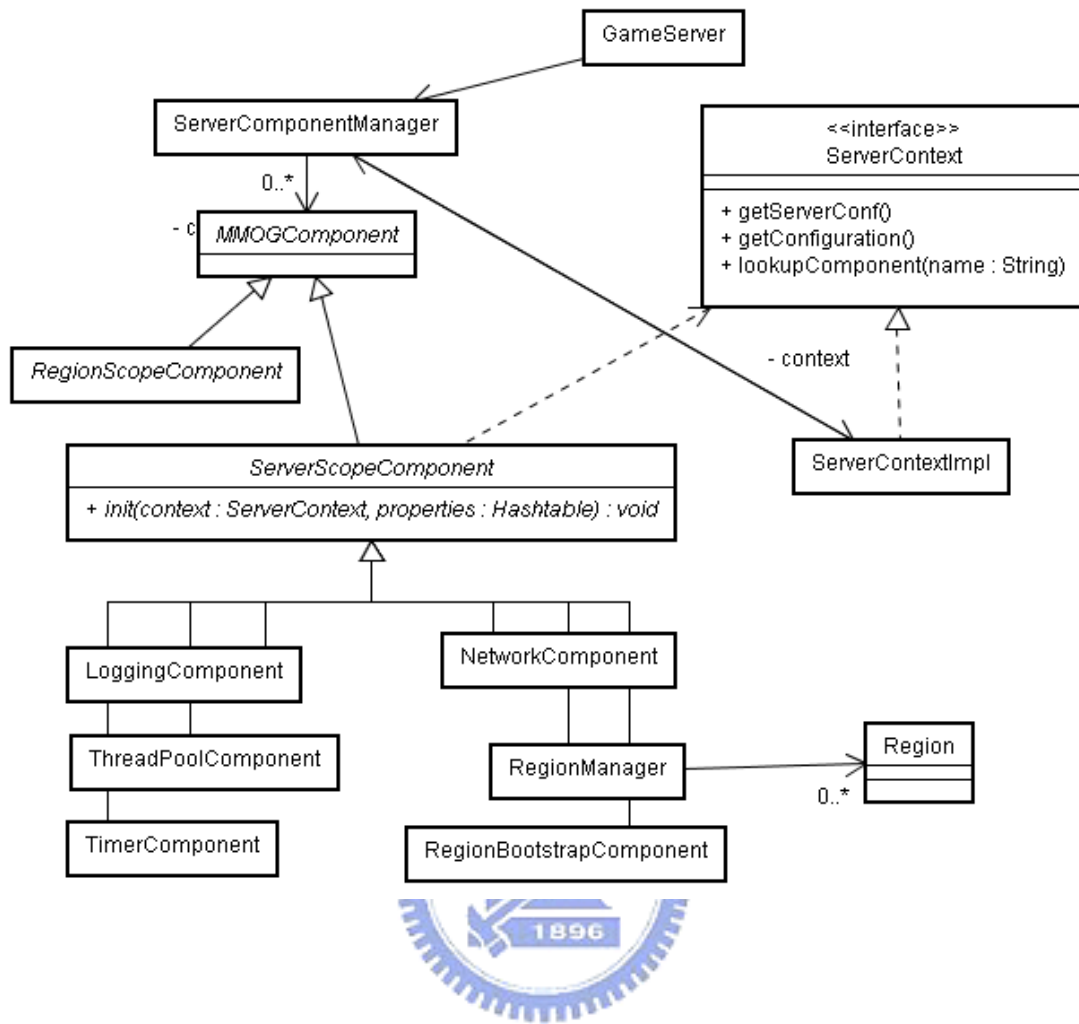 GameServer
ServerComponentManager
<<interface>>
ServerContext
+ getServerConf()
+ getConfiguration()
+ lookupComponent(name : String)
0..*
- c
MMOGComponent
RegionScopeComponent
- context
ServerScopeComponent
+ init(context : ServerContext, properties : Hashtable) : void
ServerContextImpl
LoggingComponent
NetworkComponent
ThreadPoolComponent
RegionManager
Region
0..*
TimerComponent
RegionBootstrapComponent
1896